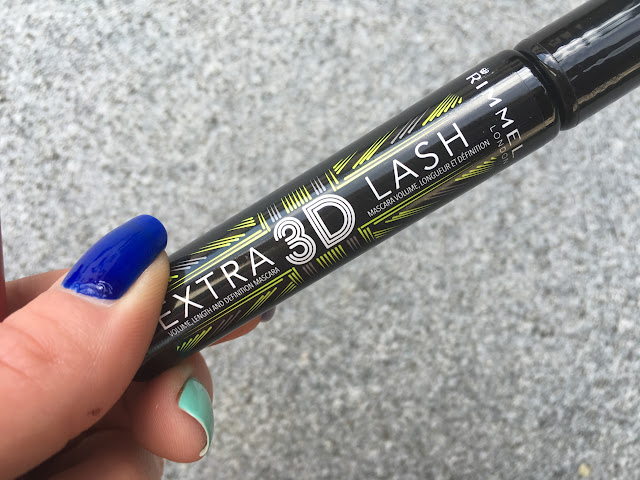 EXTRA 3D LASH
VOLUME, LENGTH AND DEFINITION MASCARA
MASCARA VOLUME, LONGUEUR ET DÉFINITION
RIMMEL
LONDON